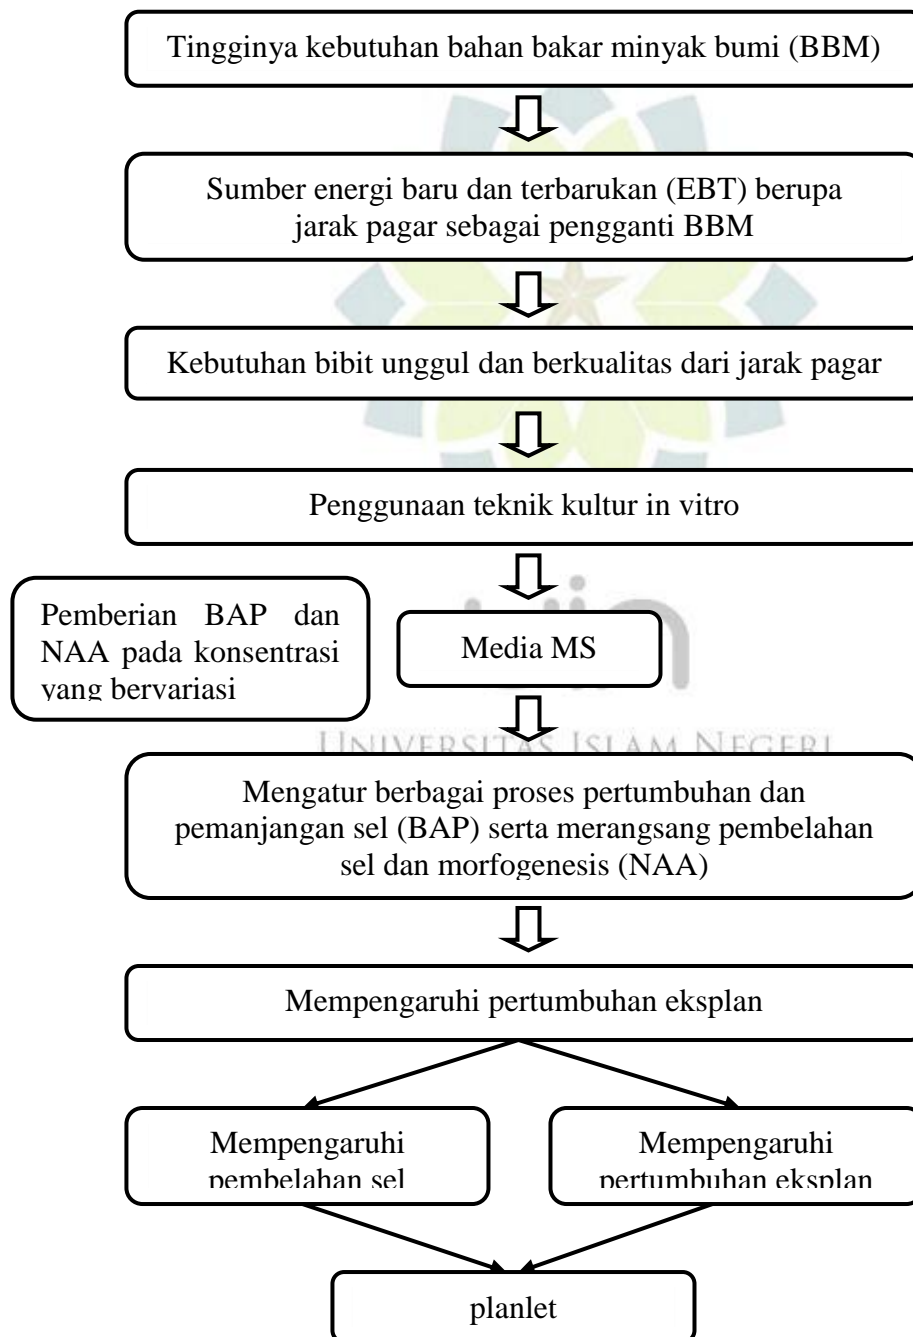 Tingginya kebutuhan bahan bakar minyak bumi (BBM)
Sumber energi baru dan terbarukan (EBT) berupa
jarak pagar sebagai pengganti BBM
Kebutuhan bibit unggul dan berkualitas dari jarak pagar
Penggunaan teknik kultur in vitro
Pemberian BAP dan
NAA pada konsentrasi
yang bervariasi
Media MS
uin
UNIVERSITAS ISLAM NEGERI
Mengatur berbagai proses pertumbuhan dan
pemanjangan sel (BAP) serta merangsang pembelahan
sel dan morfogenesis (NAA)
Mempengaruhi pertumbuhan eksplan
Mempengaruhi
pembelahan sel
Mempengaruhi
pertumbuhan eksplan
planlet